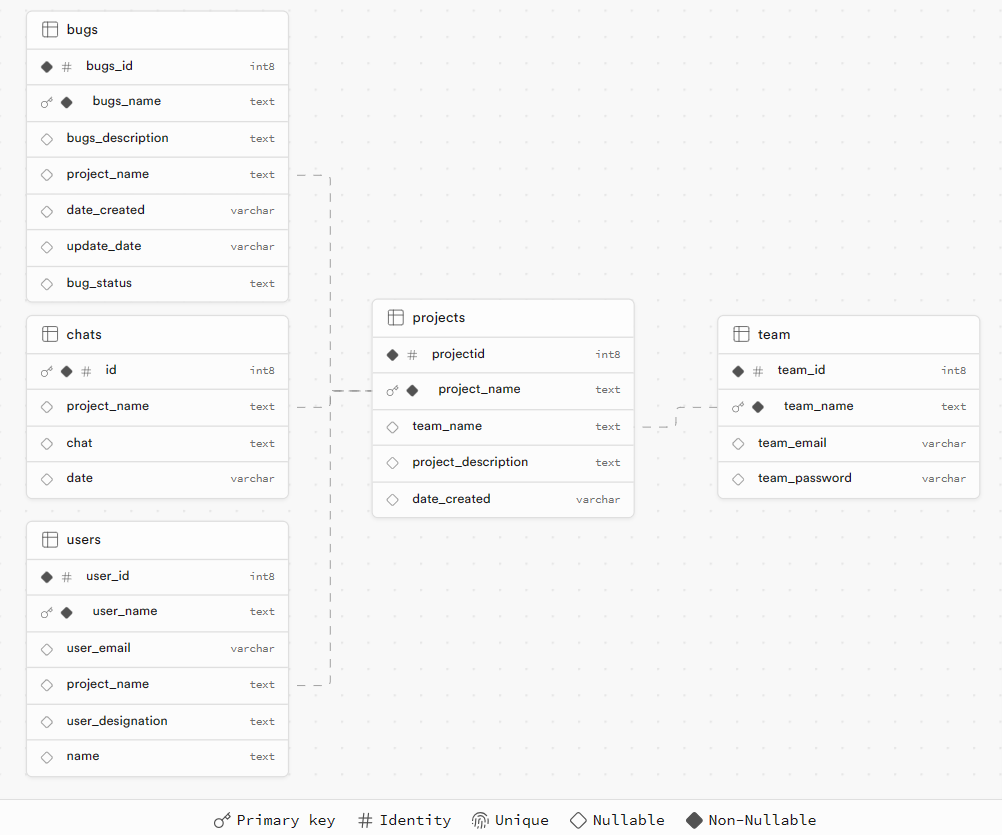 bugs
bugs_id int8
bugs_name text
bugs_description text
project_name text
date_created varchar
update_date varchar
bug_status text
chats
id int8
project_name text
chat text
date varchar
users
user_id int8
user_name text
user_email varchar
project_name text
user_designation text
name text
projects
projectid int8
project_name text
team_name text
project_description text
date_created varchar
team
team_id int8
team_name text
team_email varchar
team_password varchar
Primary key # Identity Unique Nullable Non-Nullable